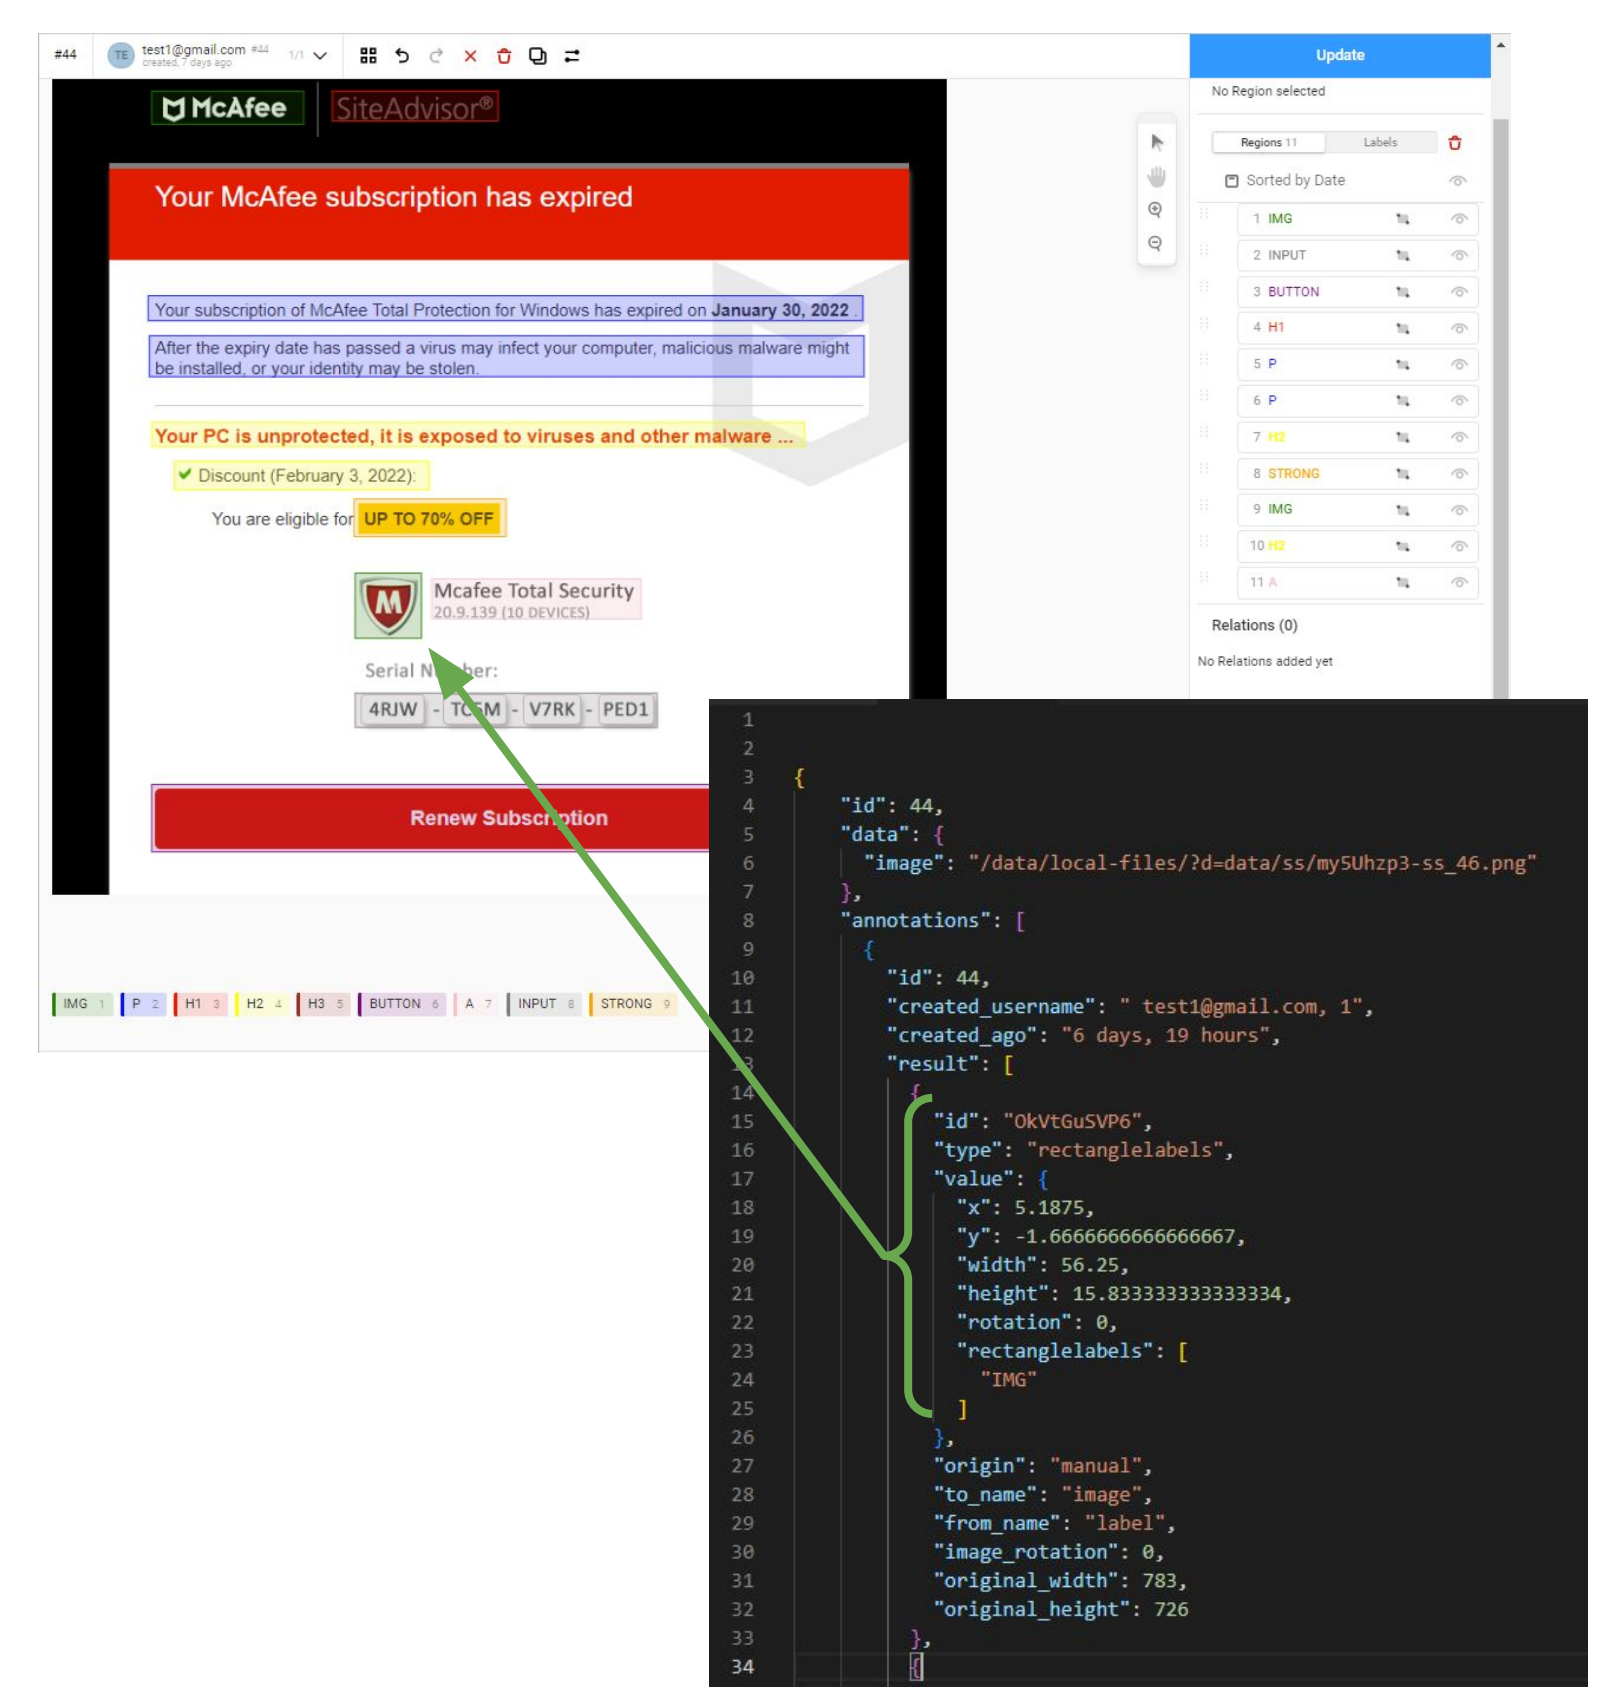 #44
TE
test1@gmail.com #44
created, 7 days ago
1/1
Update
McAfee
SiteAdvisor®
Your McAfee subscription has expired
Your subscription of McAfee Total Protection for Windows has expired on January 30, 2022 .
After the expiry date has passed a virus may infect your computer, malicious malware might
be installed, or your identity may be stolen.
Your PC is unprotected, it is exposed to viruses and other malware ...
Discount (February 3, 2022):
You are eligible for UP TO 70% OFF
M
Mcafee Total Security
20.9.139 (10 DEVICES)
Serial Number:
4RJW - TC5M - V7RK - PED1
Renew Subscription
IMG 1
P 2
H1 3
H2 4
H3 5
BUTTON 6
A 7
INPUT 8
STRONG 9
No Region selected
Regions 11
Labels
Sorted by Date
1 IMG
2 INPUT
3 BUTTON
4 H1
5 P
6 P
7 H2
8 STRONG
9 IMG
10 H2
11 A
Relations (0)
No Relations added yet
1
2
3 {
4 "id": 44,
5 "data": {
6 "image": "/data/local-files/?d=data/ss/my5Uhzp3-ss_46.png"
7 },
8 "annotations": [
9 {
10 "id": 44,
11 "created_username": " test1@gmail.com, 1",
12 "created_ago": "6 days, 19 hours",
13 "result": [
14 {
15 "id": "OkVtGuSVP6",
16 "type": "rectanglelabels",
17 "value": {
18 "x": 5.1875,
19 "y": -1.6666666666666667,
20 "width": 56.25,
21 "height": 15.833333333333334,
22 "rotation": 0,
23 "rectanglelabels": [
24 "IMG"
25 ]
26 },
27 "origin": "manual",
28 "to_name": "image",
29 "from_name": "label",
30 "image_rotation": 0,
31 "original_width": 783,
32 "original_height": 726
33 },
34 {